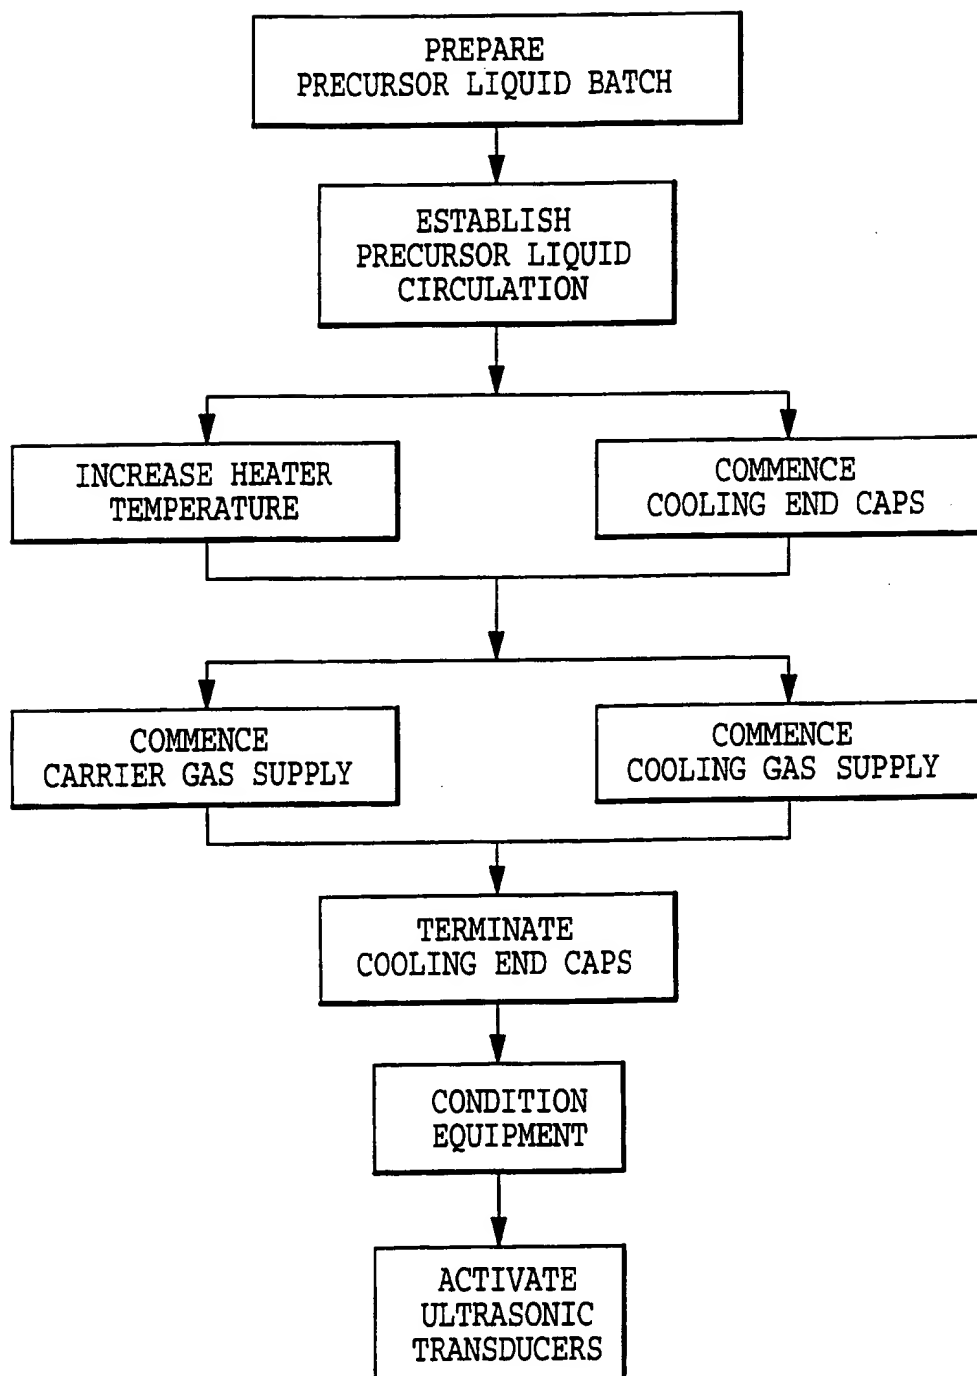 PREPARE
PRECURSOR LIQUID BATCH
ESTABLISH
PRECURSOR LIQUID
CIRCULATION
INCREASE HEATER
TEMPERATURE
COMMENCE
COOLING END CAPS
COMMENCE
CARRIER GAS SUPPLY
COMMENCE
COOLING GAS SUPPLY
TERMINATE
COOLING END CAPS
CONDITION
EQUIPMENT
ACTIVATE
ULTRASONIC
TRANSDUCERS